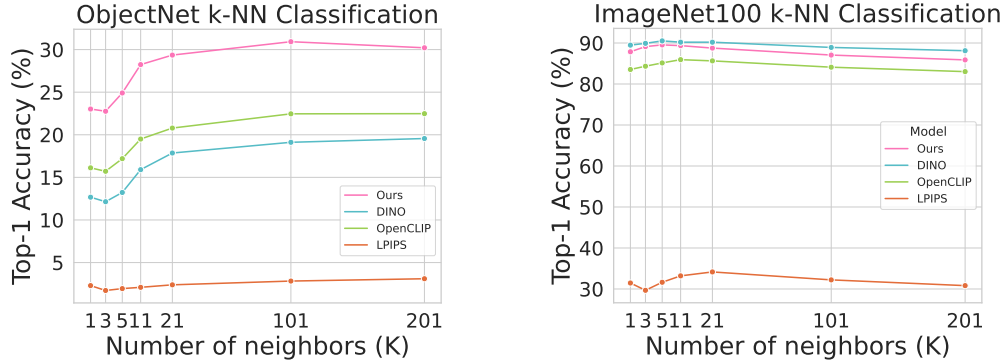 ObjectNet k-NN Classification
Top-1 Accuracy (%)
30
25
20
15
10
5
Ours
DINO
OpenCLIP
LPIPS
1 3 5 11 21 101 201
Number of neighbors (K)
ImageNet100 k-NN Classification
Top-1 Accuracy (%)
90
80
70
60
50
40
30
Model
Ours
DINO
OpenCLIP
LPIPS
1 3 5 11 21 101 201
Number of neighbors (K)